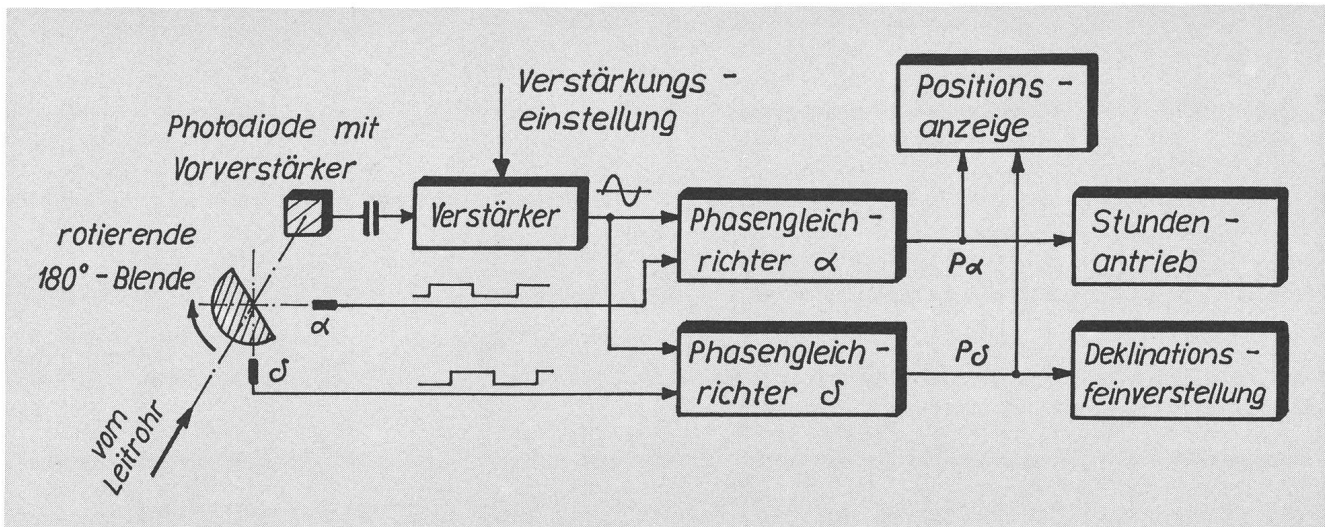 Verstärkungs -
einstellung
Positions -
anzeige
Photodiode mit
Vorverstärker
Verstärker
Phasengleich -
richter α
Stunden -
antrieb
Pα
rotierende
180° - Blende
α
δ
Phasengleich -
richter δ
Pδ
Deklinations -
feinverstellung
vom
Leitrohr